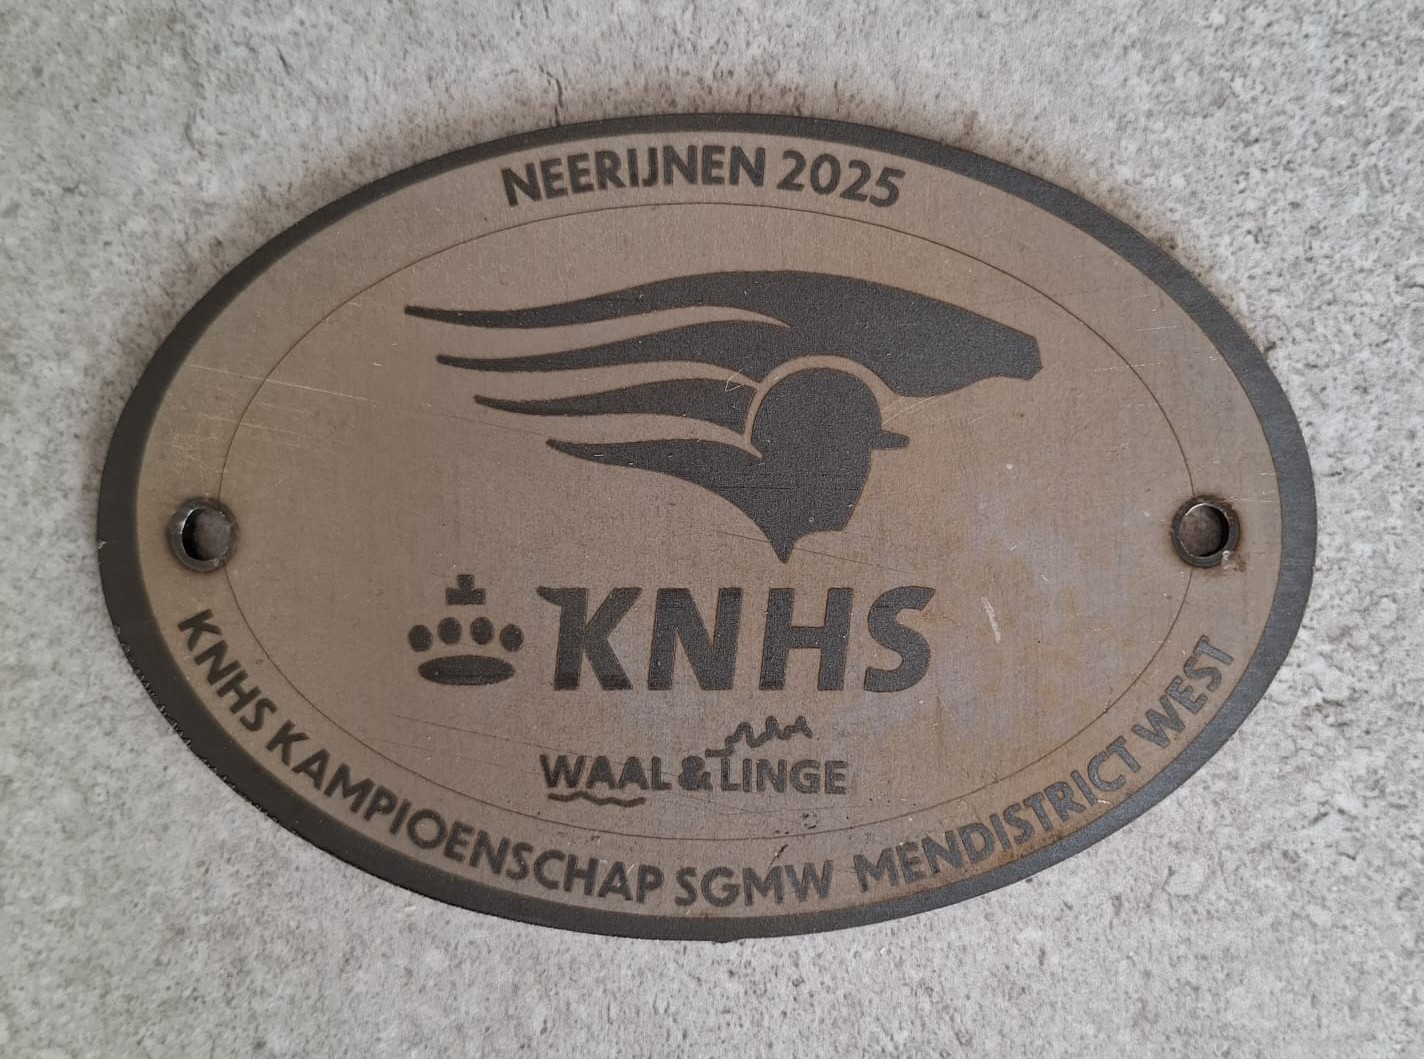 NEERIJNEN 2025
KNHS
WAAL & LINGE
KNHS KAMPIOENSCHAP SGMW MENDISTRICT WEST